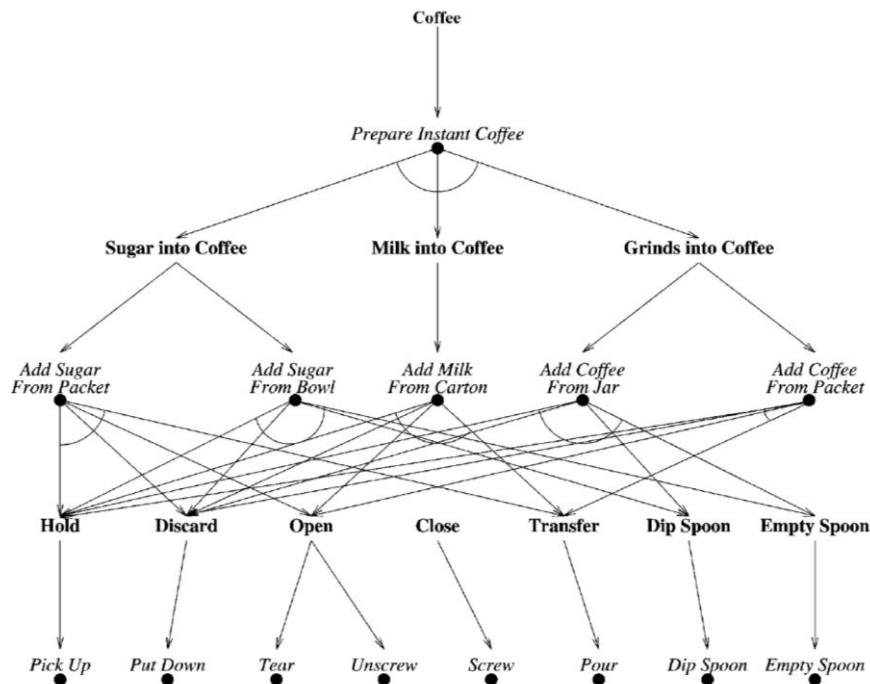 Coffee
Prepare Instant Coffee
Sugar into Coffee
Milk into Coffee
Grinds into Coffee
Add Sugar
From Packet
Add Sugar
From Bowl
Add Milk
From Carton
Add Coffee
From Jar
Add Coffee
From Packet
Hold
Discard
Open
Close
Transfer
Dip Spoon
Empty Spoon
Pick Up
Put Down
Tear
Unscrew
Screw
Pour
Dip Spoon
Empty Spoon